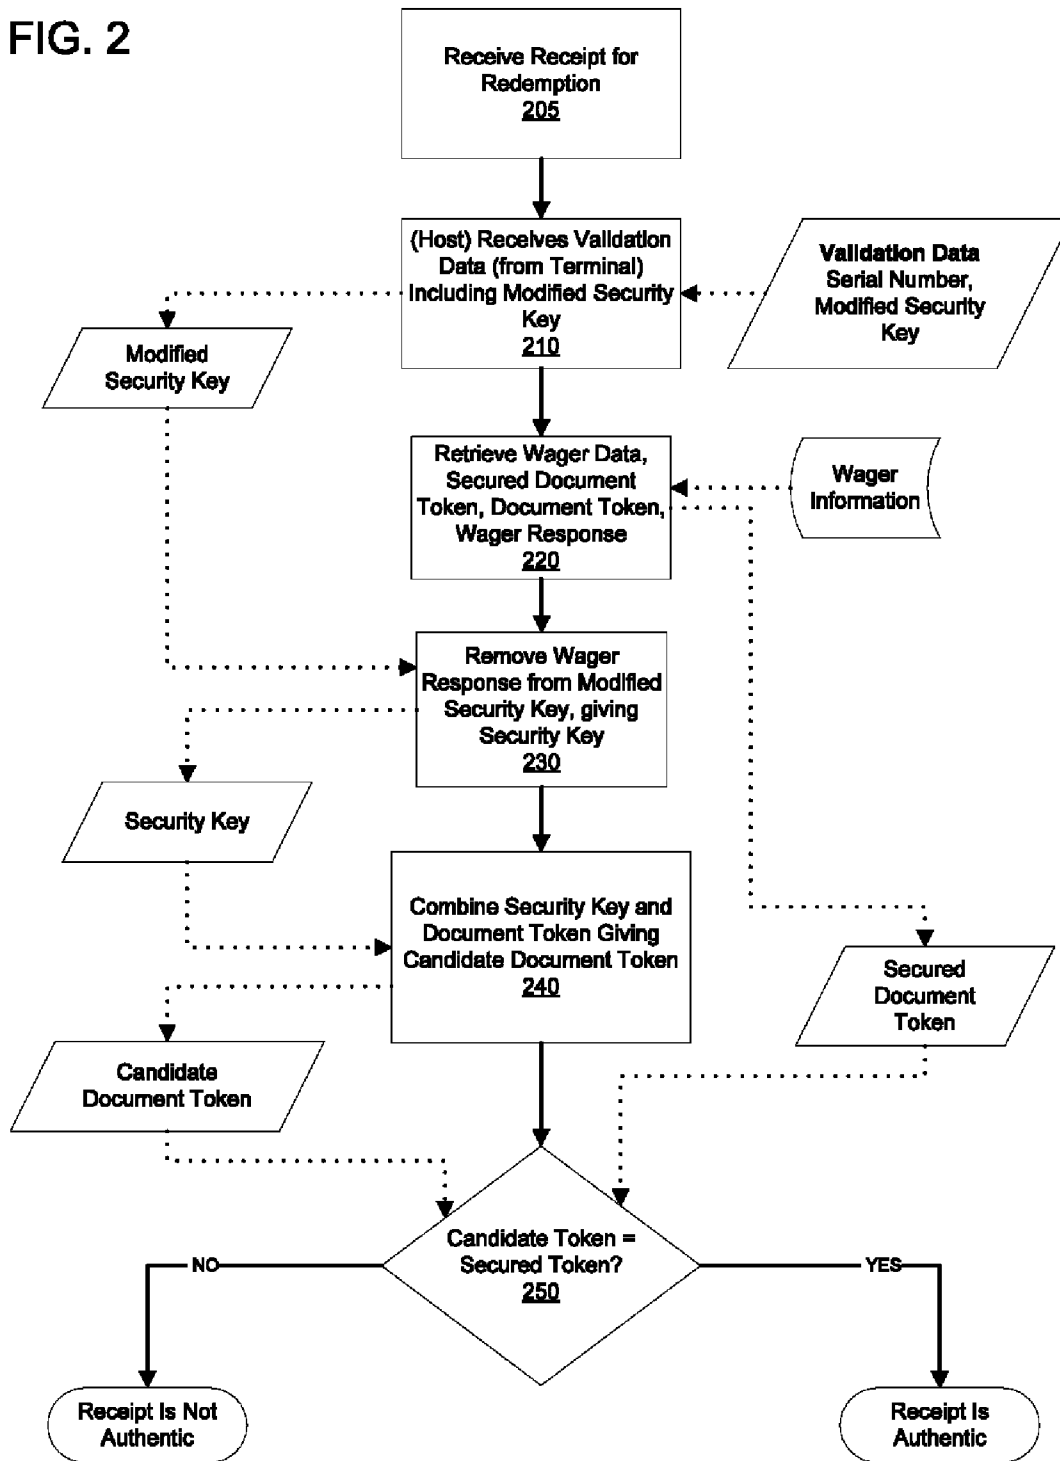 FIG. 2
Receive Receipt for
Redemption
205
(Host) Receives Validation
Data (from Terminal)
Including Modified Security
Key
210
Validation Data
Serial Number,
Modified Security
Key
Modified
Security Key
Retrieve Wager Data,
Secured Document
Token, Document Token,
Wager Response
220
Wager
Information
Remove Wager
Response from Modified
Security Key, giving
Security Key
230
Security Key
Combine Security Key and
Document Token Giving
Candidate Document Token
240
Secured
Document
Token
Candidate
Document Token
Candidate Token =
Secured Token?
250
NO
YES
Receipt Is Not
Authentic
Receipt Is
Authentic